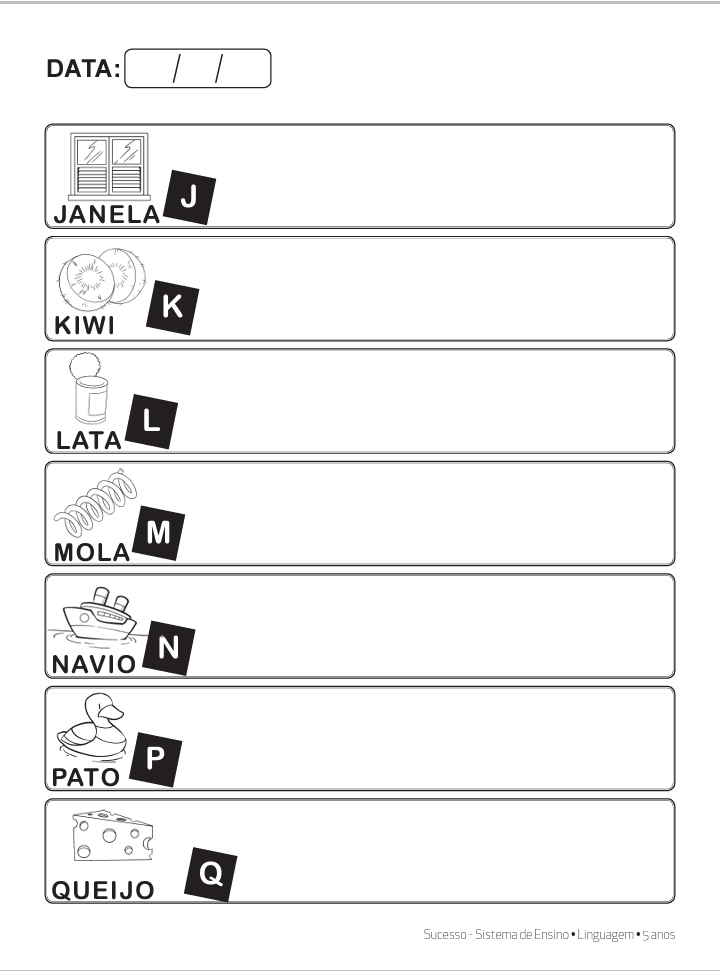 DATA: / /
JANELA J
KIWI K
LATA L
MOLA M
NAVIO N
PATO P
QUEIJO Q
Sucesso - Sistema de Ensino • Linguagem • 5 anos